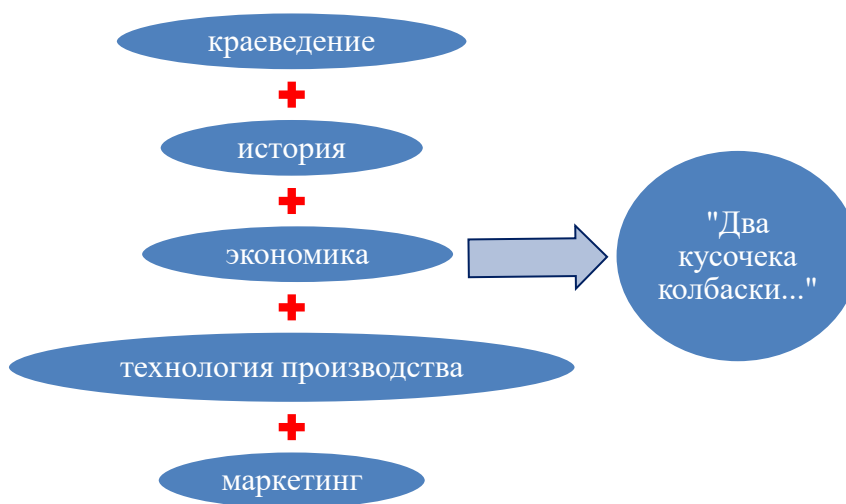 краеведение
история
экономика
технология производства
маркетинг
"Два
кусочека
колбаски..."